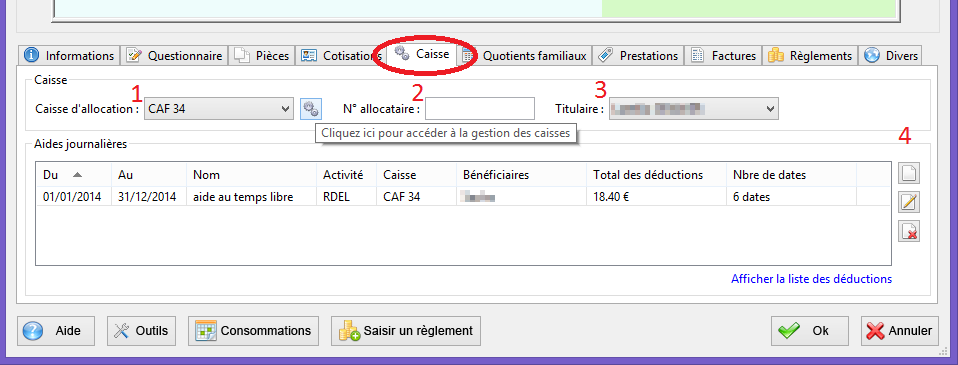 Informations Questionnaire Pièces Cotisations Caisse Quotients familiaux Prestations Factures Règlements Divers
Caisse
1 2 3
Caisse d'allocation : CAF 34 N° allocataire : Titulaire :
Cliquez ici pour accéder à la gestion des caisses
4
Aides journalières
Du Au Nom Activité Caisse Bénéficiaires Total des déductions Nbre de dates
01/01/2014 31/12/2014 aide au temps libre RDEL CAF 34 18.40 € 6 dates
Afficher la liste des déductions
Aide Outils Consommations Saisir un règlement Ok Annuler